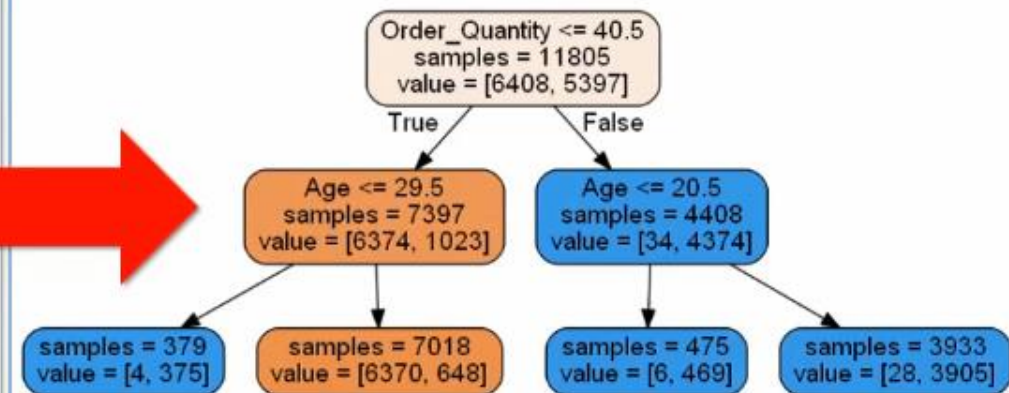 Order_Quantity <= 40.5
samples = 11805
value = [6408, 5397]
True
False
Age <= 29.5
samples = 7397
value = [6374, 1023]
Age <= 20.5
samples = 4408
value = [34, 4374]
samples = 379
value = [4, 375]
samples = 7018
value = [6370, 648]
samples = 475
value = [6, 469]
samples = 3933
value = [28, 3905]